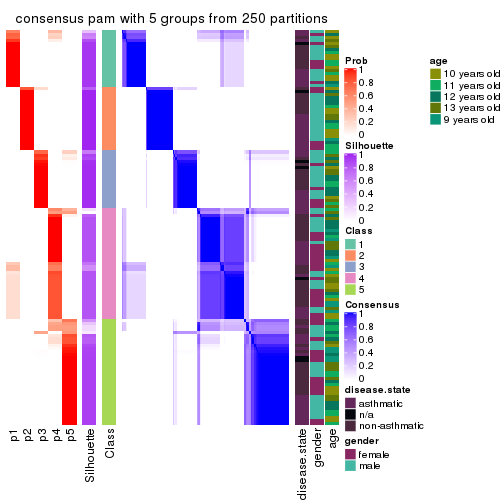 consensus pam with 5 groups from 250 partitions
Prob
1
0.8
0.6
0.4
0.2
0
Silhouette
1
0.8
0.6
0.4
0.2
0
Class
1
2
3
4
5
Consensus
1
0.8
0.6
0.4
0.2
0
disease.state
asthmatic
n/a
non-asthmatic
gender
female
male
age
10 years old
11 years old
12 years old
13 years old
9 years old
p1
p2
p3
p4
p5
Silhouette
Class
disease.state
gender
age